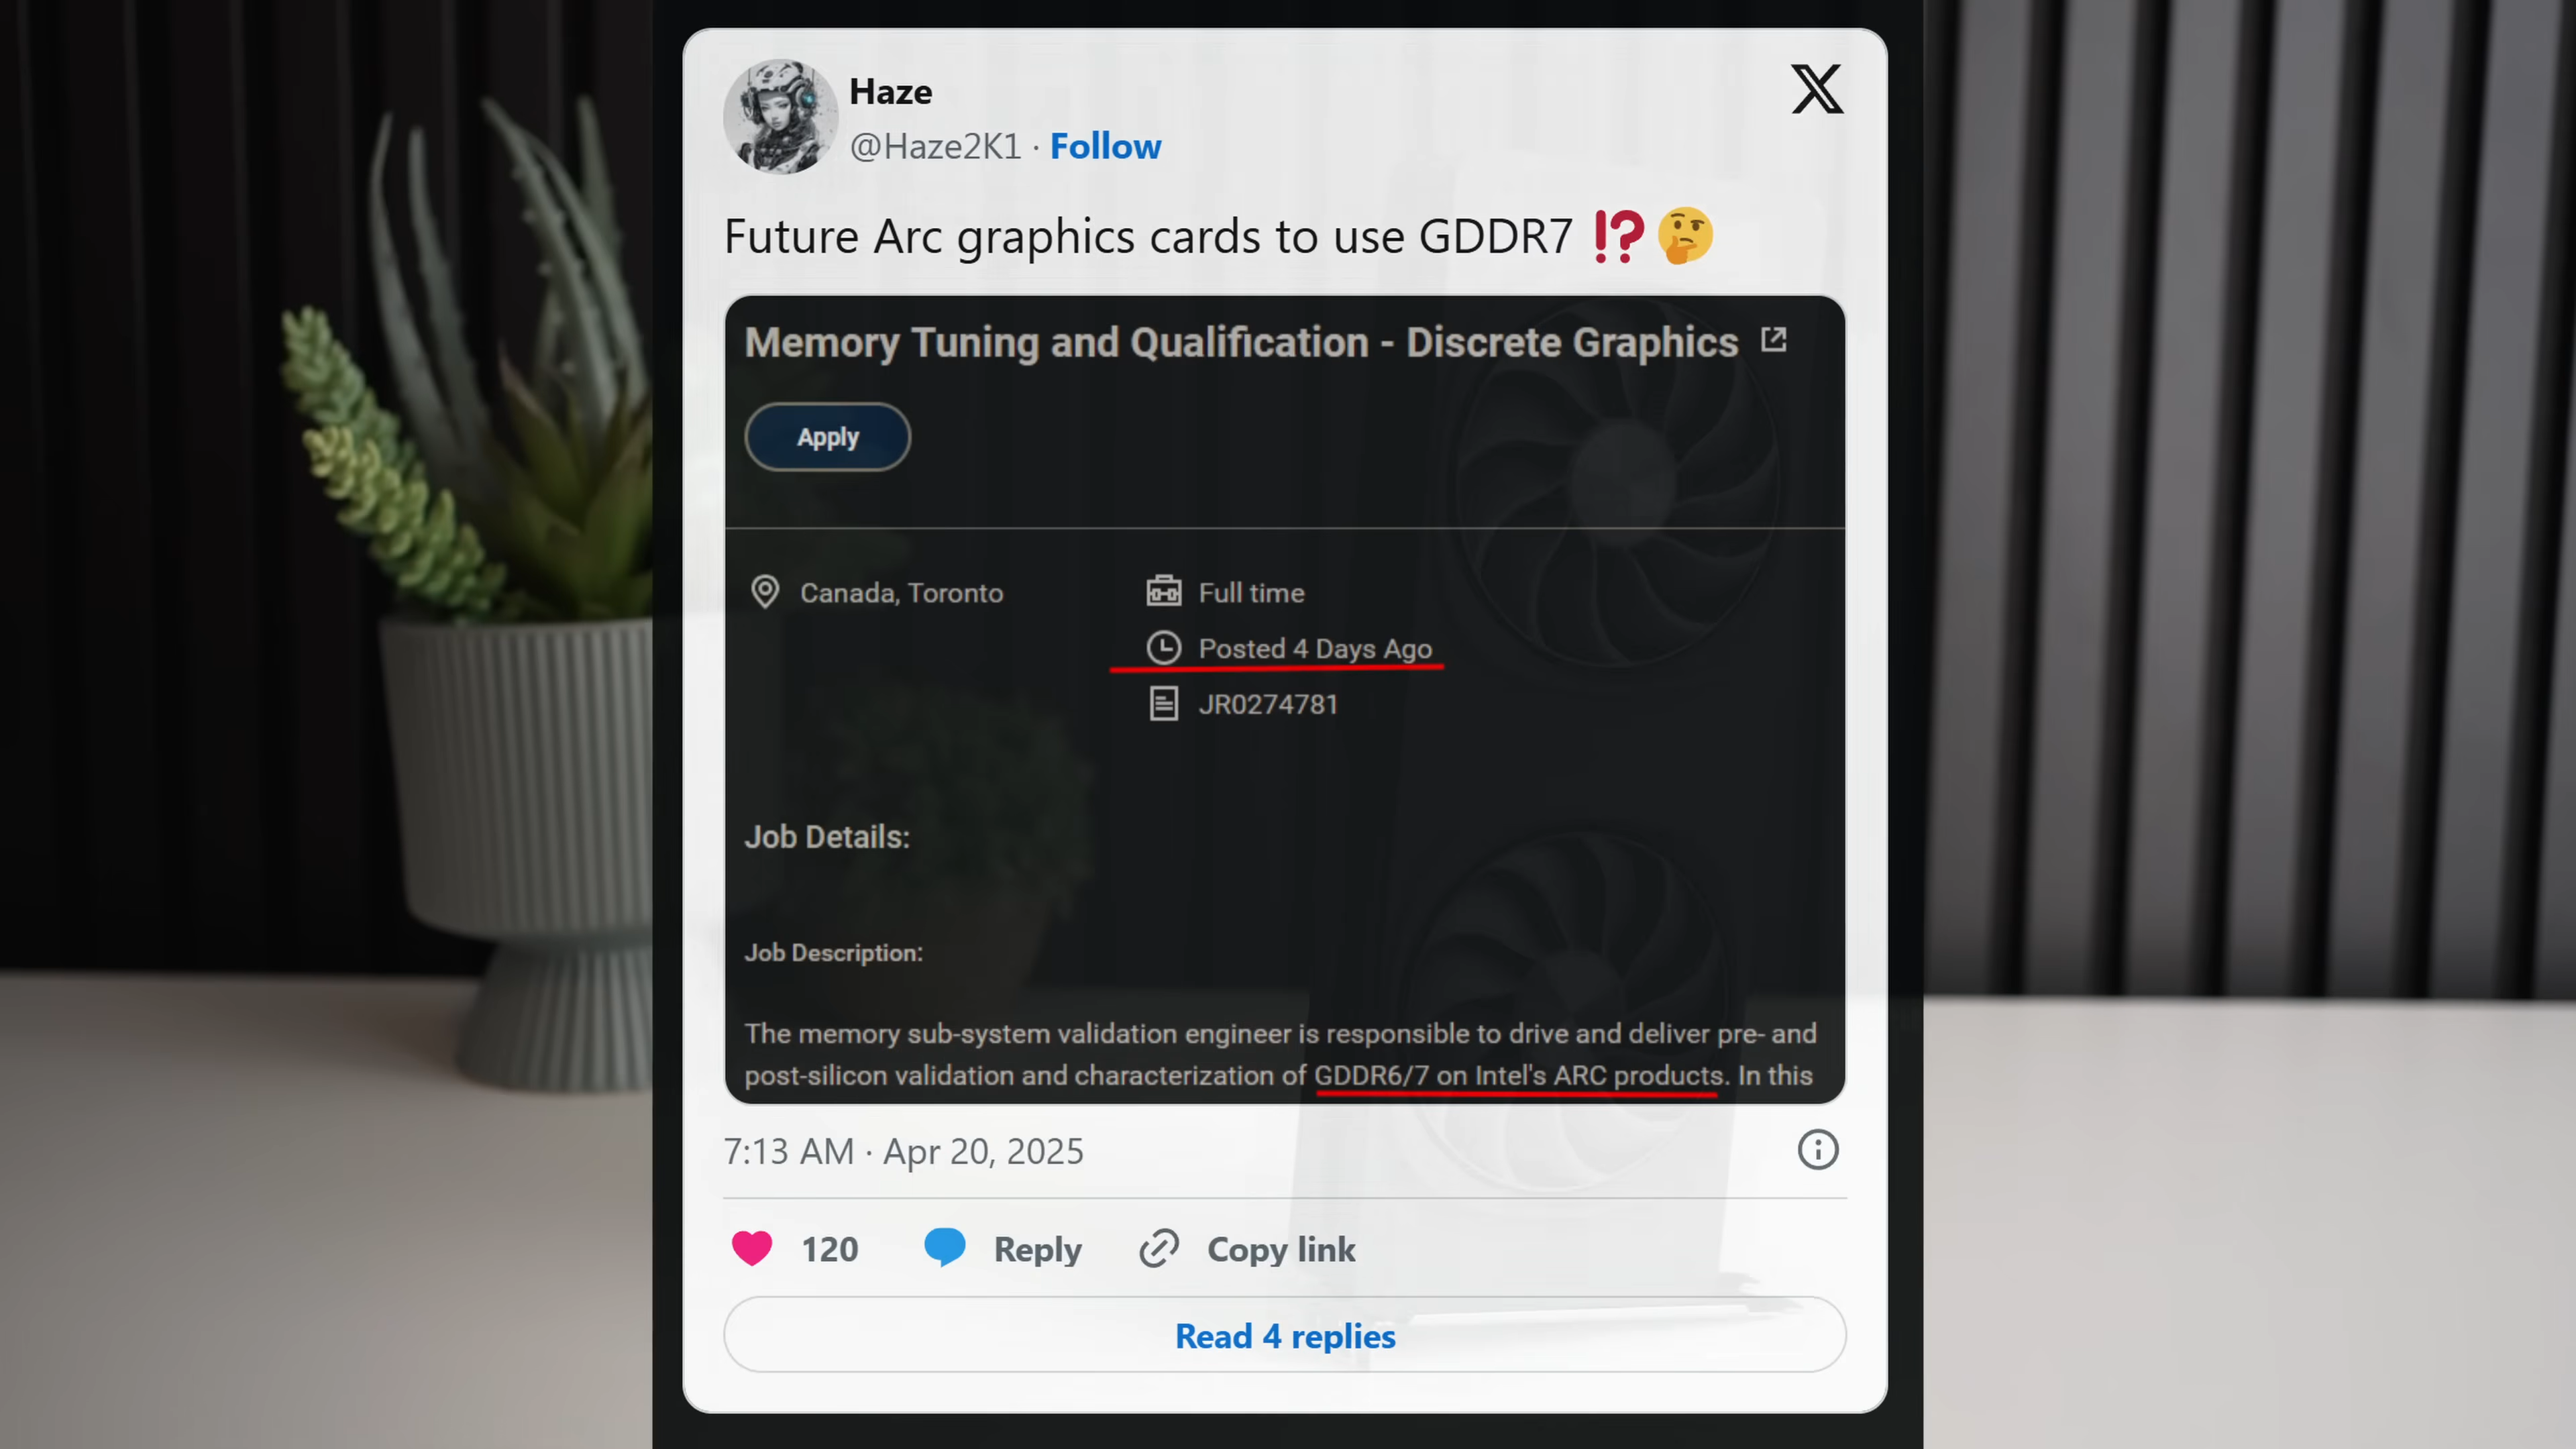 Haze
@Haze2K1 · Follow
Future Arc graphics cards to use GDDR7 ⁉️🤔
Memory Tuning and Qualification - Discrete Graphics
Apply
Canada, Toronto
Full time
Posted 4 Days Ago
JR0274781
Job Details:
Job Description:
The memory sub-system validation engineer is responsible to drive and deliver pre- and
post-silicon validation and characterization of GDDR6/7 on Intel's ARC products. In this
7:13 AM · Apr 20, 2025
120 Reply Copy link
Read 4 replies